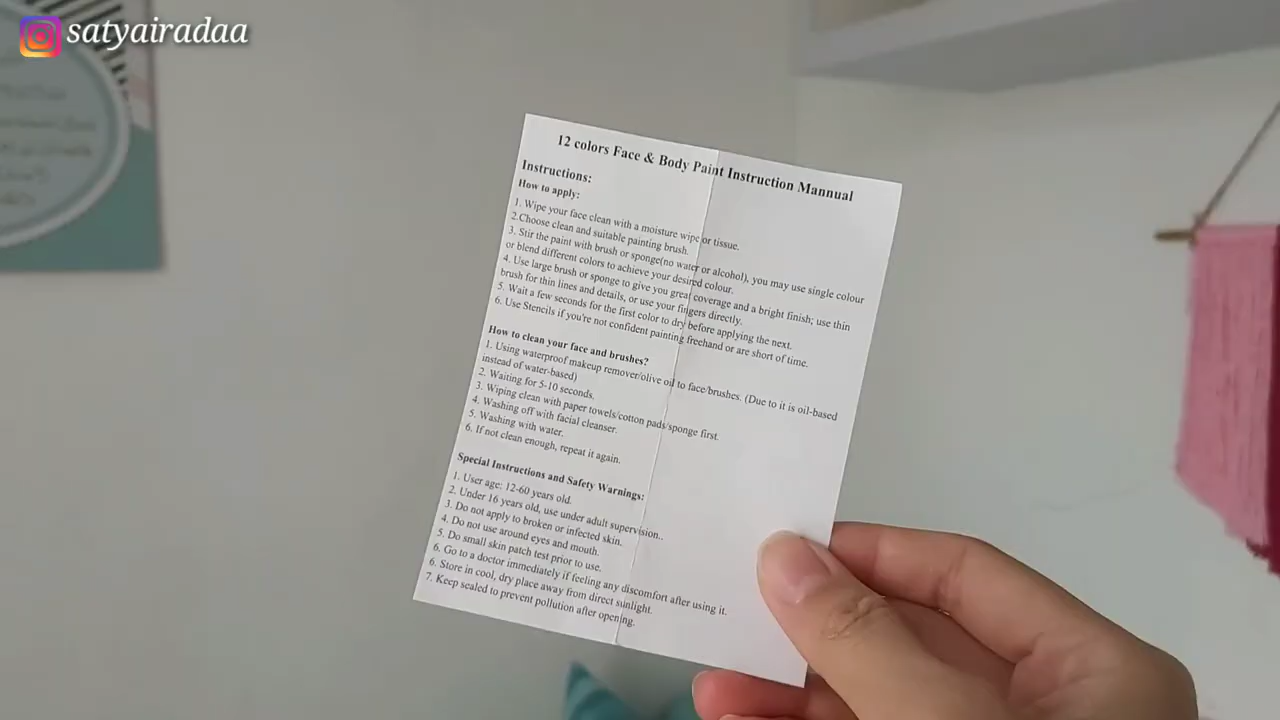 satyairadaa
12 colors Face & Body Paint Instruction Mannual
Instructions:
How to apply:
1. Wipe your face clean with a moisture wipe or tissue.
2.Choose clean and suitable painting brush.
3. Stir the paint with brush or sponge(no water or alcohol), you may use single colour
or blend different colors to achieve your desired colour.
4. Use large brush or sponge to give you great coverage and a bright finish; use thin
brush for thin lines and details, or use your fingers directly.
5. Wait a few seconds for the first color to dry before applying the next.
6. Use Stencils if you're not confident painting freehand or are short of time.
How to clean your face and brushes?
1. Using waterproof makeup remover/olive oil to face/brushes. (Due to it is oil-based
instead of water-based)
2. Waiting for 5-10 seconds.
3. Wiping clean with paper towels/cotton pads/sponge first.
4. Washing off with facial cleanser.
5. Washing with water.
6. If not clean enough, repeat it again.
Special Instructions and Safety Warnings:
1. User age: 12-60 years old.
2. Under 16 years old, use under adult supervision..
3. Do not apply to broken or infected skin.
4. Do not use around eyes and mouth.
5. Do small skin patch test prior to use.
6. Go to a doctor immediately if feeling any discomfort after using it.
6. Store in cool, dry place away from direct sunlight.
7. Keep sealed to prevent pollution after opening.